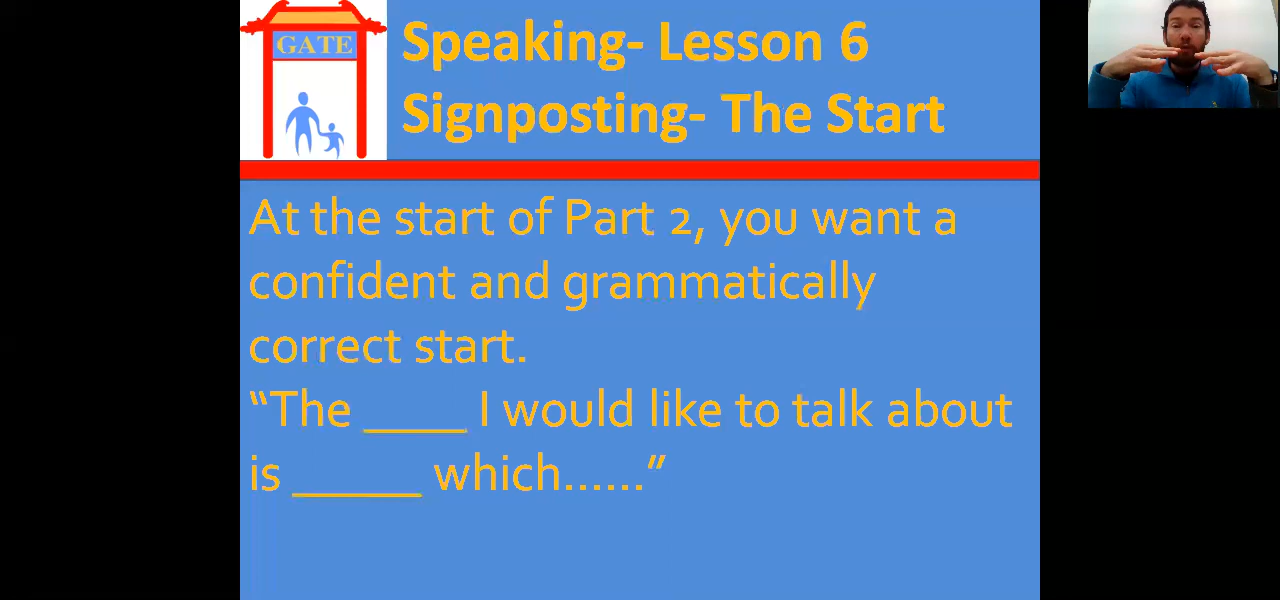 GATE
Speaking- Lesson 6
Signposting- The Start
At the start of Part 2, you want a
confident and grammatically
correct start.
“The ____ I would like to talk about
is _____ which......”